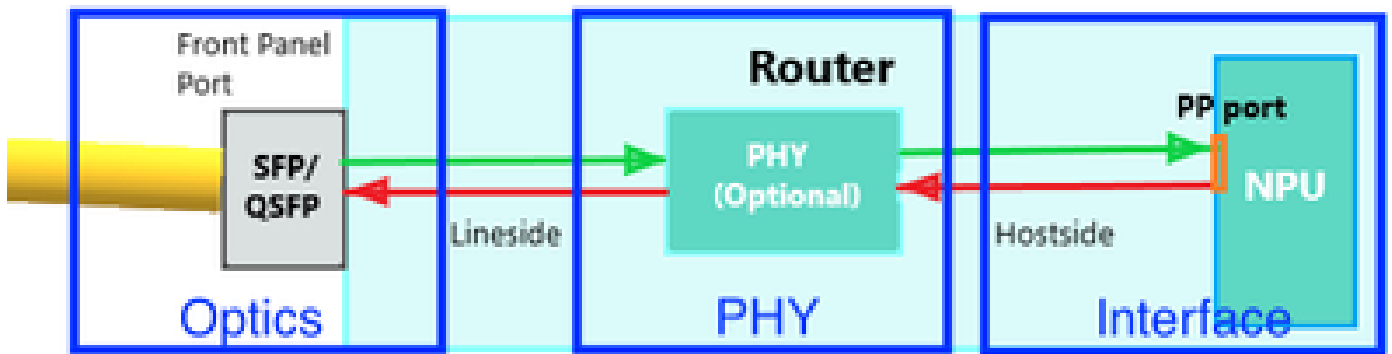 Front Panel
Port
SFP/
QSFP
Optics
Lineside
Router
PHY
(Optional)
PHY
Hostside
PP port
NPU
Interface